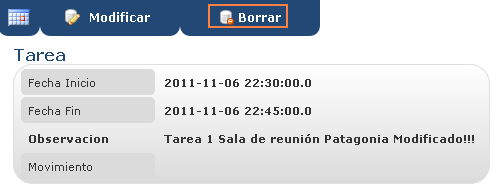 Modificar Borrar
Tarea
Fecha Inicio 2011-11-06 22:30:00.0
Fecha Fin 2011-11-06 22:45:00.0
Observacion Tarea 1 Sala de reunión Patagonia Modificado!!!
Movimiento